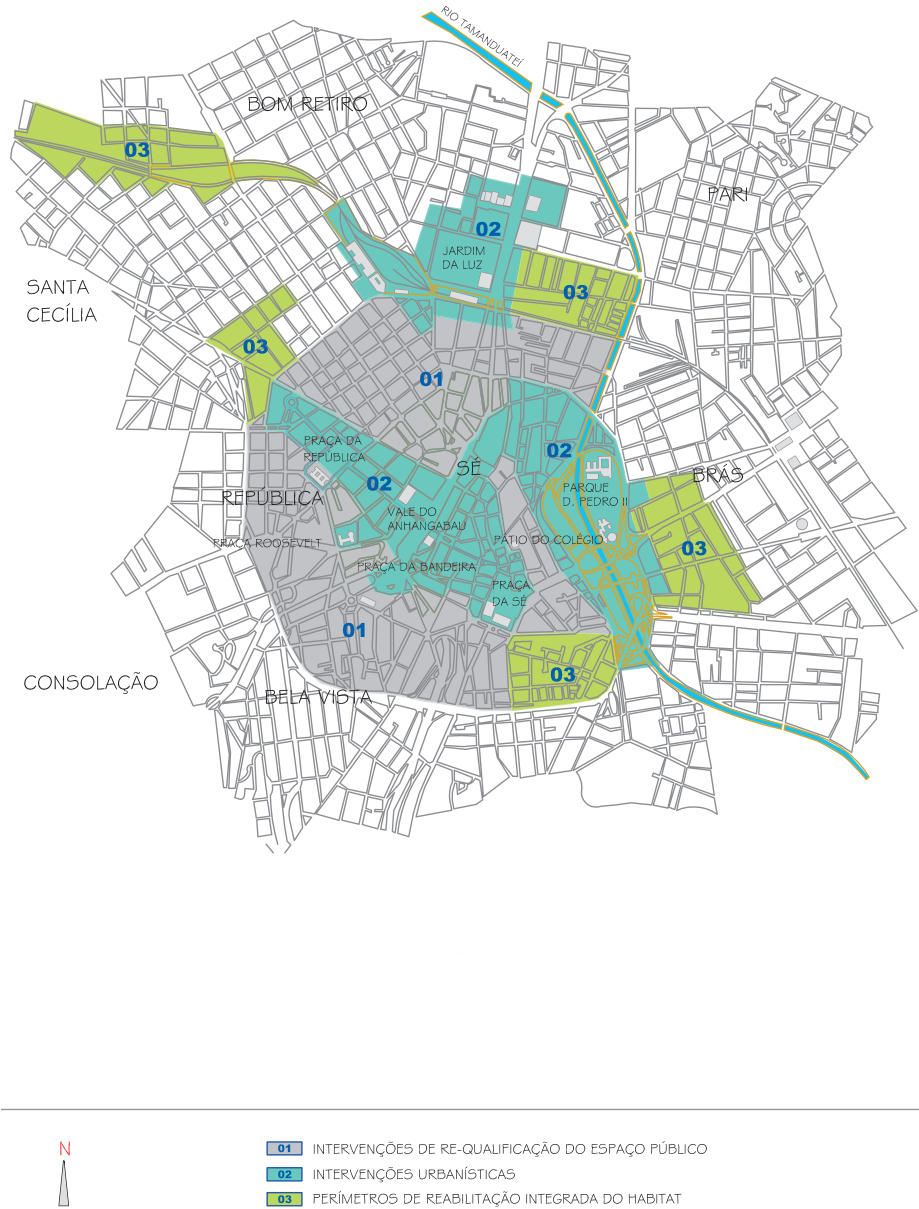 RIO TAMANDUATEÍ
BOM RETIRO
03
PARI
02
JARDIM
DA LUZ
SANTA
CECÍLIA
03
03
01
PRAÇA DA
REPÚBLICA
02
SÉ
BRÁS
02
PARQUE
D. PEDRO II
REPÚBLICA
VALE DO
ANHANGABAU
PRAÇA ROOSEVELT
PATIO DO COLÉGIO
03
PRAÇA DA BANDEIRA
PRAÇA
DA SÉ
01
03
CONSOLAÇÃO
BELA VISTA
N
01 INTERVENÇÕES DE RE-QUALIFICAÇÃO DO ESPAÇO PÚBLICO
02 INTERVENÇÕES URBANÍSTICAS
03 PERÍMETROS DE REABILITAÇÃO INTEGRADA DO HABITAT